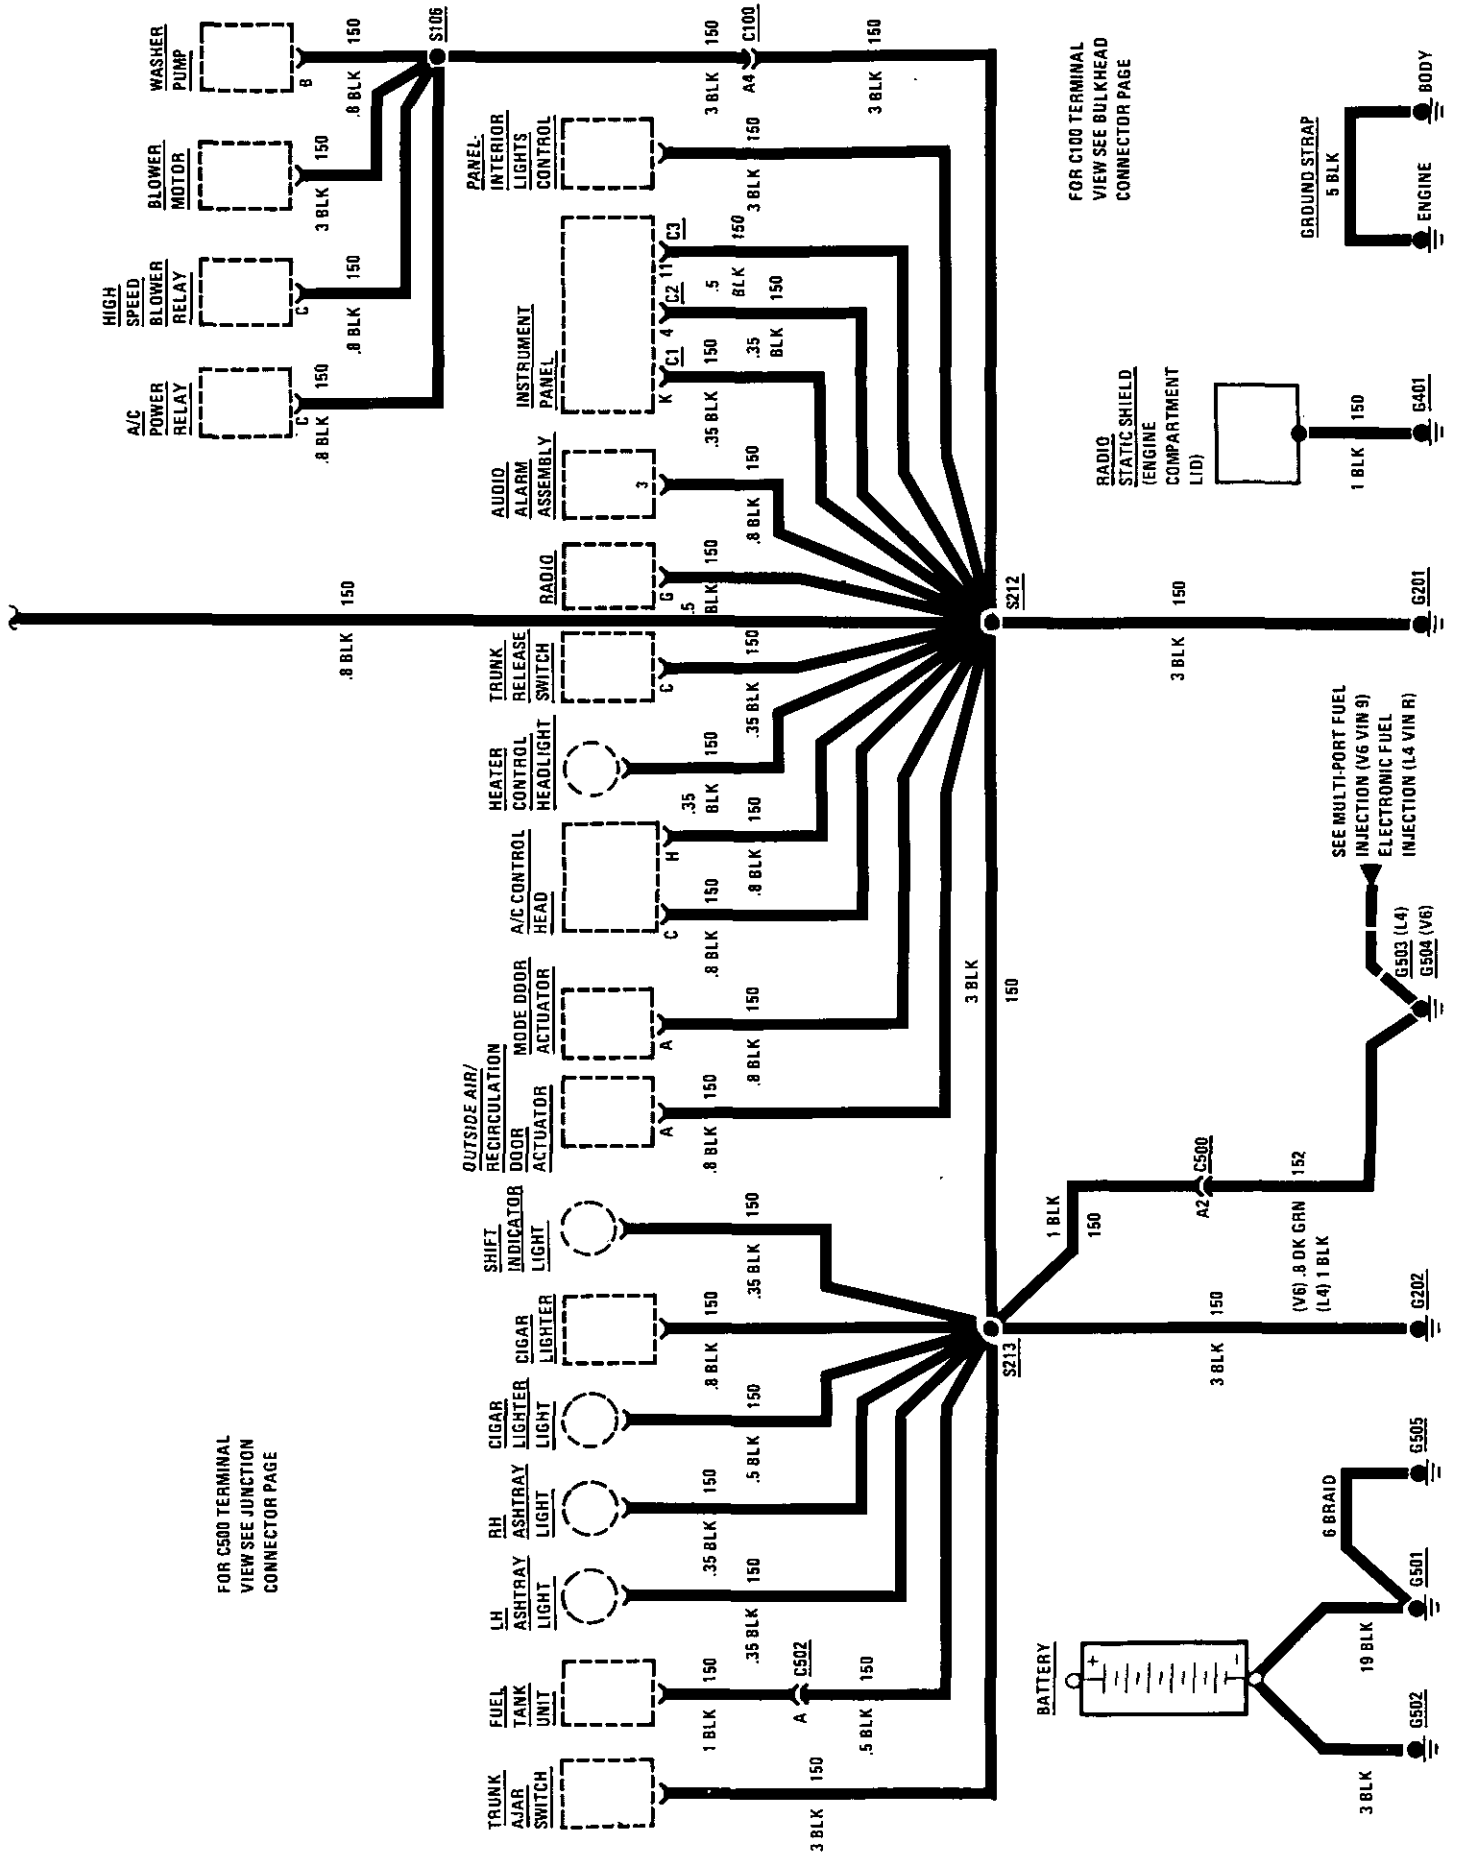 FOR C500 TERMINAL
VIEW SEE JUNCTION
CONNECTOR PAGE
A/C
POWER
RELAY
C
.8 BLK
150
HIGH
SPEED
BLOWER
RELAY
C
.8 BLK
150
BLOWER
MOTOR
3 BLK
150
WASHER
PUMP
B
.8 BLK
150
S106
.8 BLK
150
TRUNK
AJAR
SWITCH
3 BLK
150
FUEL
TANK
UNIT
1 BLK
150
A
C502
.5 BLK
150
LH
ASHTRAY
LIGHT
.35 BLK
150
RH
ASHTRAY
LIGHT
.35 BLK
150
CIGAR
LIGHTER
LIGHT
.5 BLK
150
CIGAR
LIGHTER
.8 BLK
150
SHIFT
INDICATOR
LIGHT
.35 BLK
150
OUTSIDE AIR/
RECIRCULATION
DOOR
ACTUATOR
A
.8 BLK
150
MODE DOOR
ACTUATOR
A
.8 BLK
150
A/C CONTROL
HEAD
C
H
.8 BLK
150
.8 BLK
150
HEATER
CONTROL
HEADLIGHT
.35
BLK
150
TRUNK
RELEASE
SWITCH
C
.35 BLK
150
RADIO
G
.5
BLK
150
AUDIO
ALARM
ASSEMBLY
3
.8 BLK
150
INSTRUMENT
PANEL
K
C1
4
C2
11
C3
.35 BLK
150
.35
BLK
150
.5
BLK
150
PANEL-
INTERIOR
LIGHTS
CONTROL
3 BLK
150
3 BLK
150
A4
C100
3 BLK
150
3 BLK
150
S213
S212
1 BLK
150
A2
C500
152
(V6) .8 DK GRN
(L4) 1 BLK
3 BLK
150
G202
3 BLK
150
G201
G503 (L4)
G504 (V6)
SEE MULTI-PORT FUEL
INJECTION (V6 VIN 9)
ELECTRONIC FUEL
INJECTION (L4 VIN R)
FOR C100 TERMINAL
VIEW SEE BULKHEAD
CONNECTOR PAGE
BATTERY
+
-
3 BLK
G502
19 BLK
G501
6 BRAID
G505
RADIO
STATIC SHIELD
(ENGINE
COMPARTMENT
LID)
1 BLK
150
G401
GROUND STRAP
5 BLK
ENGINE
BODY